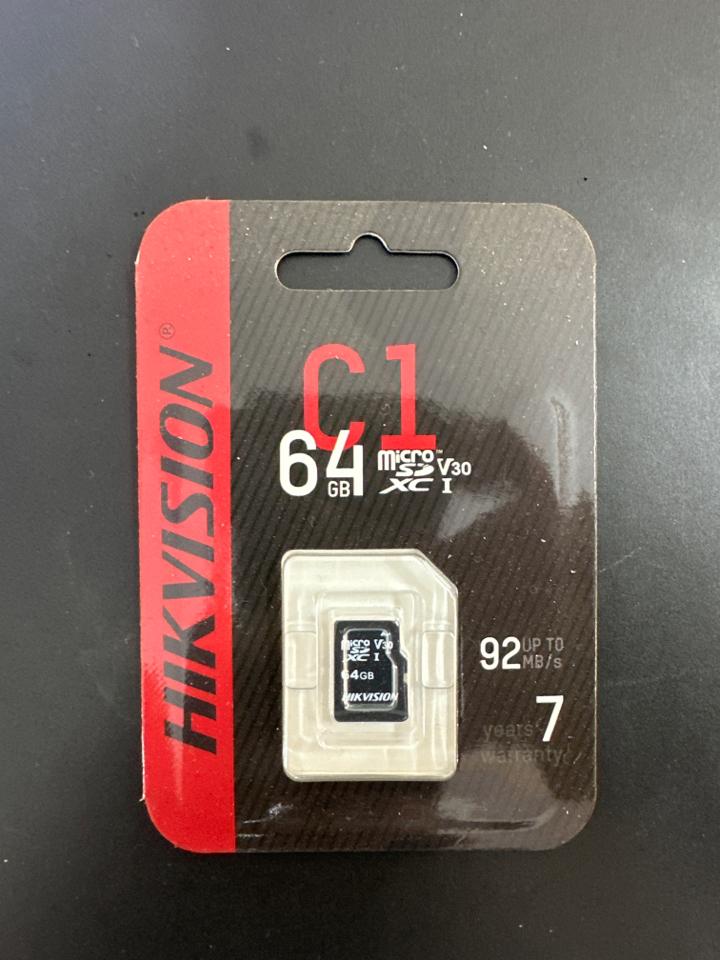 HIKVISION®
C1
64
GB
micro
SD
XC I
™
V30
92 UP TO
MB/s
7
years
warranty
micro
SD
XC I
V30
64GB
HIKVISION